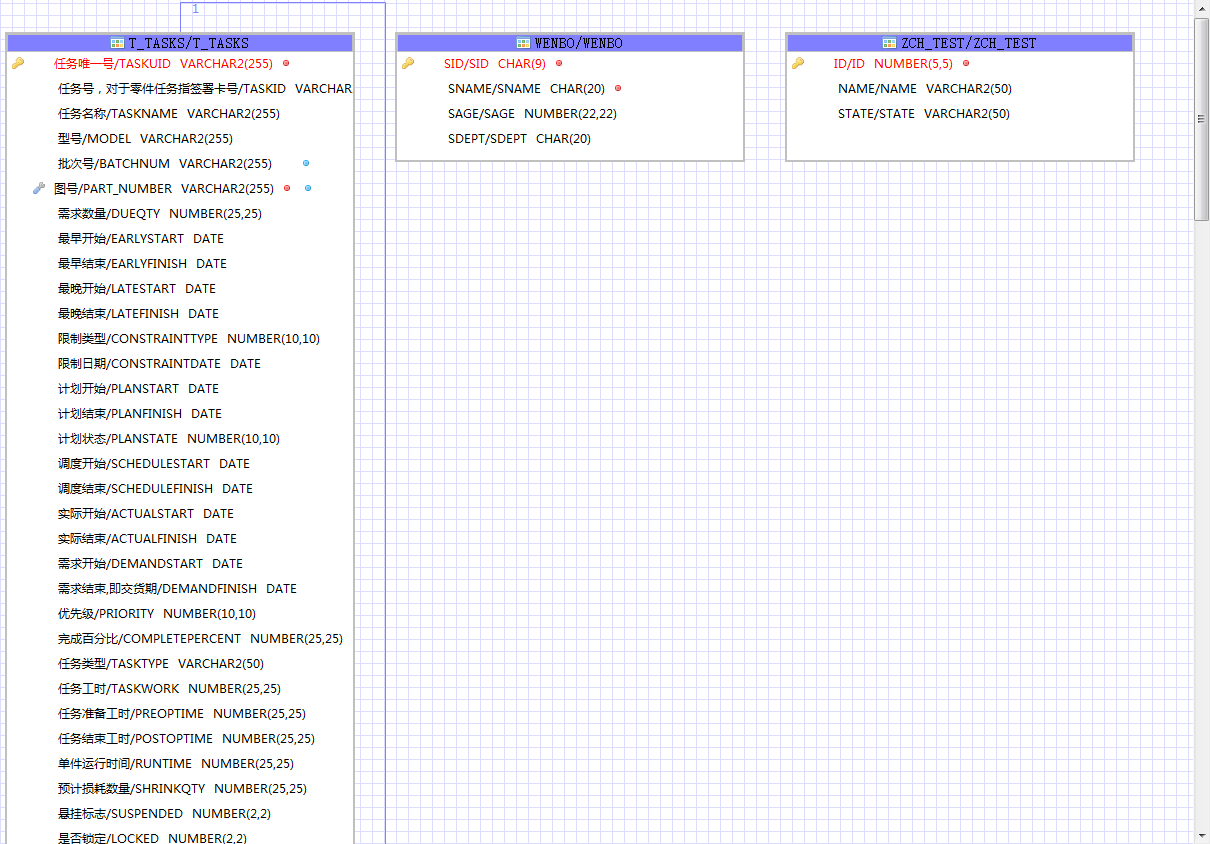 1
T_TASKS/T_TASKS
任务唯一号/TASKUID VARCHAR2(255)
任务号，对于零件任务指签署卡号/TASKID VARCHAR
任务名称/TASKNAME VARCHAR2(255)
型号/MODEL VARCHAR2(255)
批次号/BATCHNUM VARCHAR2(255)
图号/PART_NUMBER VARCHAR2(255)
需求数量/DUEQTY NUMBER(25,25)
最早开始/EARLYSTART DATE
最早结束/EARLYFINISH DATE
最晚开始/LATESTART DATE
最晚结束/LATEFINISH DATE
限制类型/CONSTRAINTTYPE NUMBER(10,10)
限制日期/CONSTRAINTDATE DATE
计划开始/PLANSTART DATE
计划结束/PLANFINISH DATE
计划状态/PLANSTATE NUMBER(10,10)
调度开始/SCHEDULESTART DATE
调度结束/SCHEDULEFINISH DATE
实际开始/ACTUALSTART DATE
实际结束/ACTUALFINISH DATE
需求开始/DEMANDSTART DATE
需求结束,即交货期/DEMANDFINISH DATE
优先级/PRIORITY NUMBER(10,10)
完成百分比/COMPLETEPERCENT NUMBER(25,25)
任务类型/TASKTYPE VARCHAR2(50)
任务工时/TASKWORK NUMBER(25,25)
任务准备工时/PREOPTIME NUMBER(25,25)
任务结束工时/POSTOPTIME NUMBER(25,25)
单件运行时间/RUNTIME NUMBER(25,25)
预计损耗数量/SHRINKQTY NUMBER(25,25)
悬挂标志/SUSPENDED NUMBER(2,2)
是否锁定/LOCKED NUMBER(2,2)
WENBO/WENBO
SID/SID CHAR(9)
SNAME/SNAME CHAR(20)
SAGE/SAGE NUMBER(22,22)
SDEPT/SDEPT CHAR(20)
ZCH_TEST/ZCH_TEST
ID/ID NUMBER(5,5)
NAME/NAME VARCHAR2(50)
STATE/STATE VARCHAR2(50)